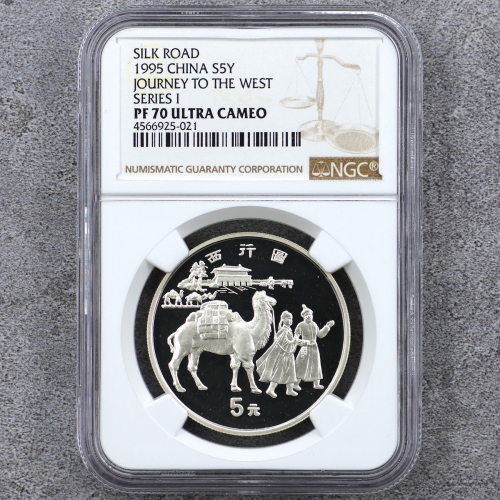 SILK ROAD
1995 CHINA S5Y
JOURNEY TO THE WEST
SERIES I
PF 70 ULTRA CAMEO
4566925-021
NUMISMATIC GUARANTY CORPORATION
NGC®
西行圖
5元